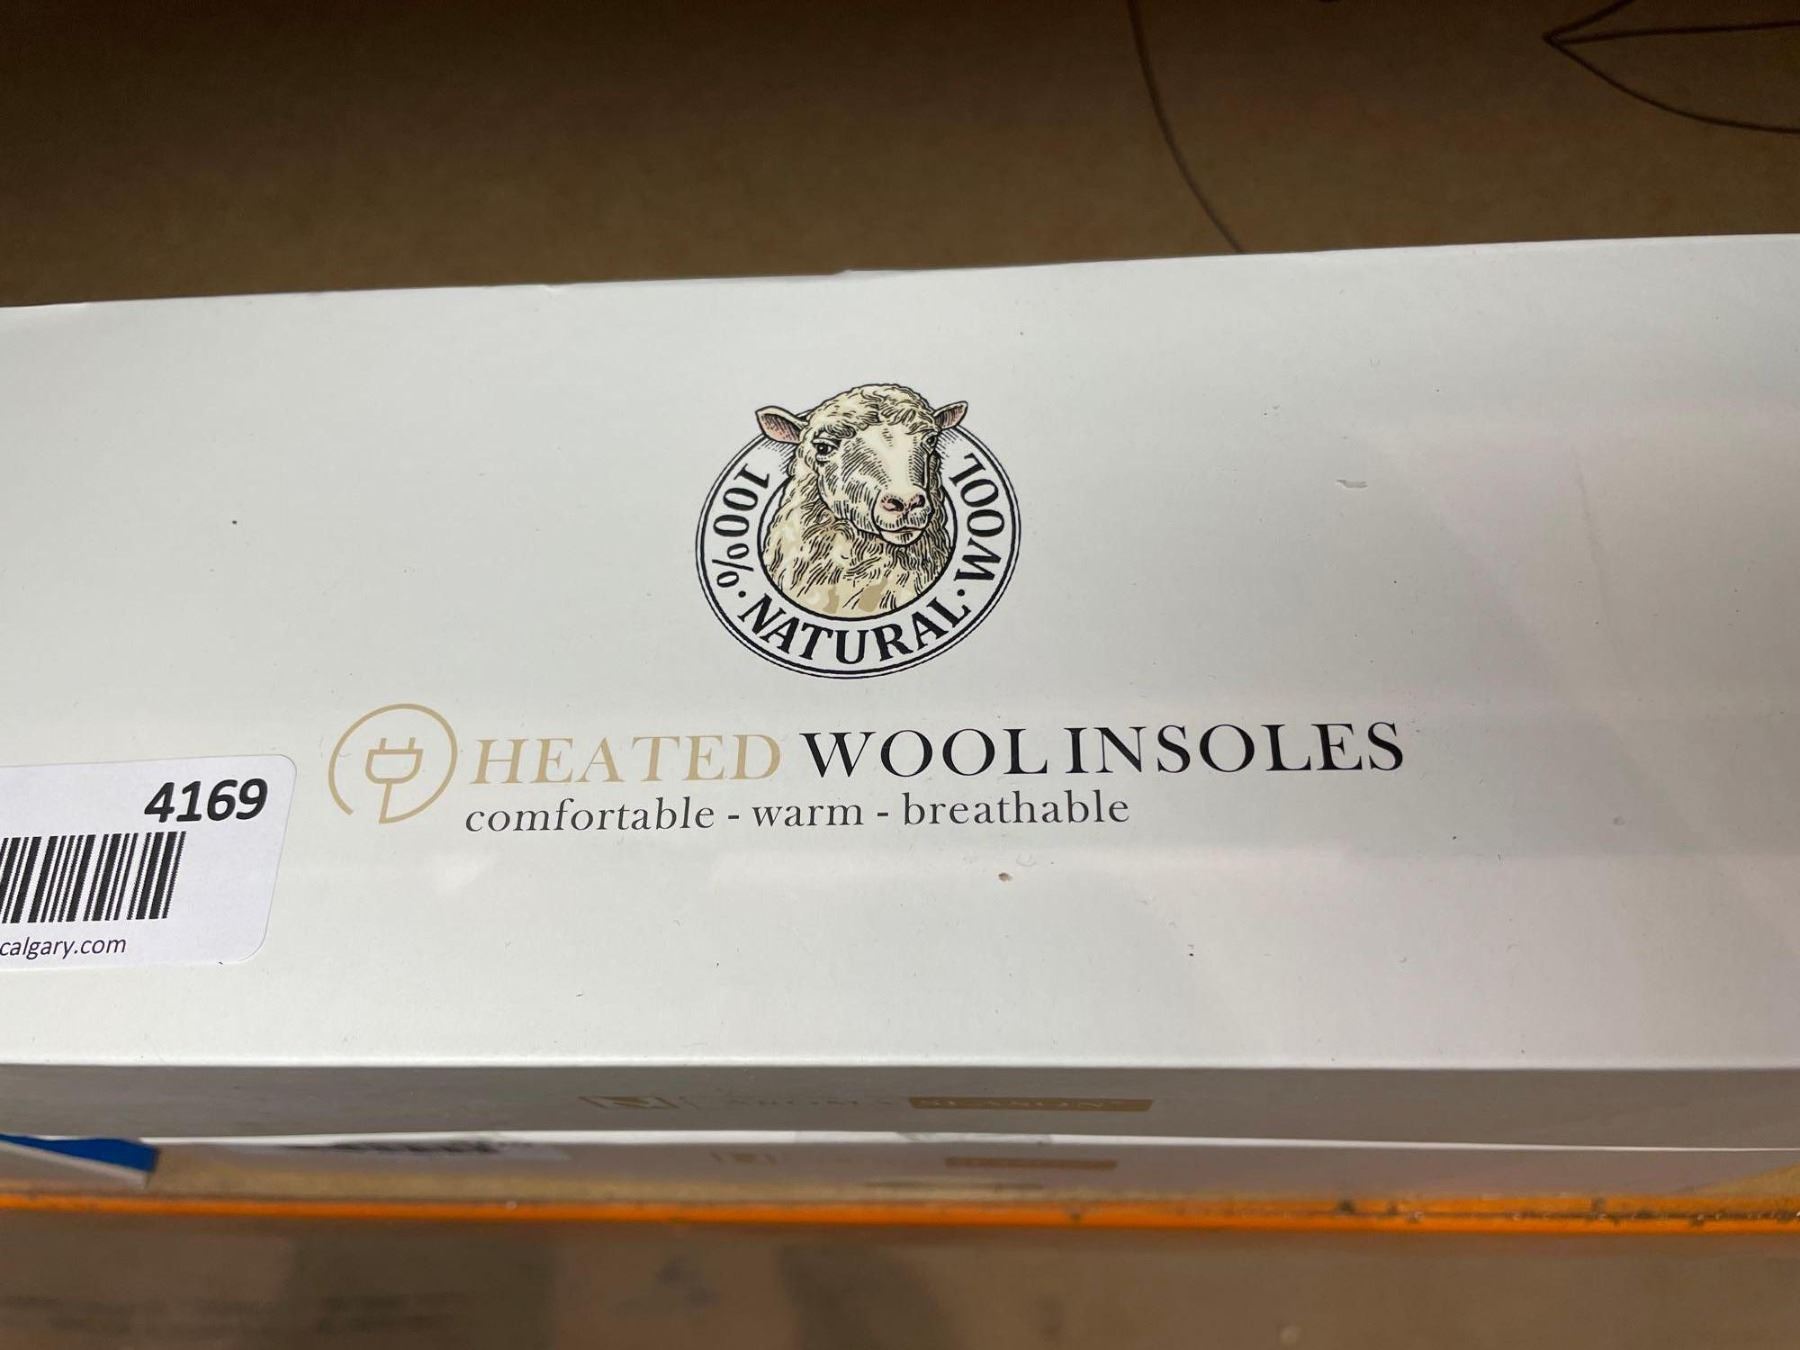 100% · NATURAL · WOOL
HEATED WOOL INSOLES
comfortable - warm - breathable
4169
calgary.com